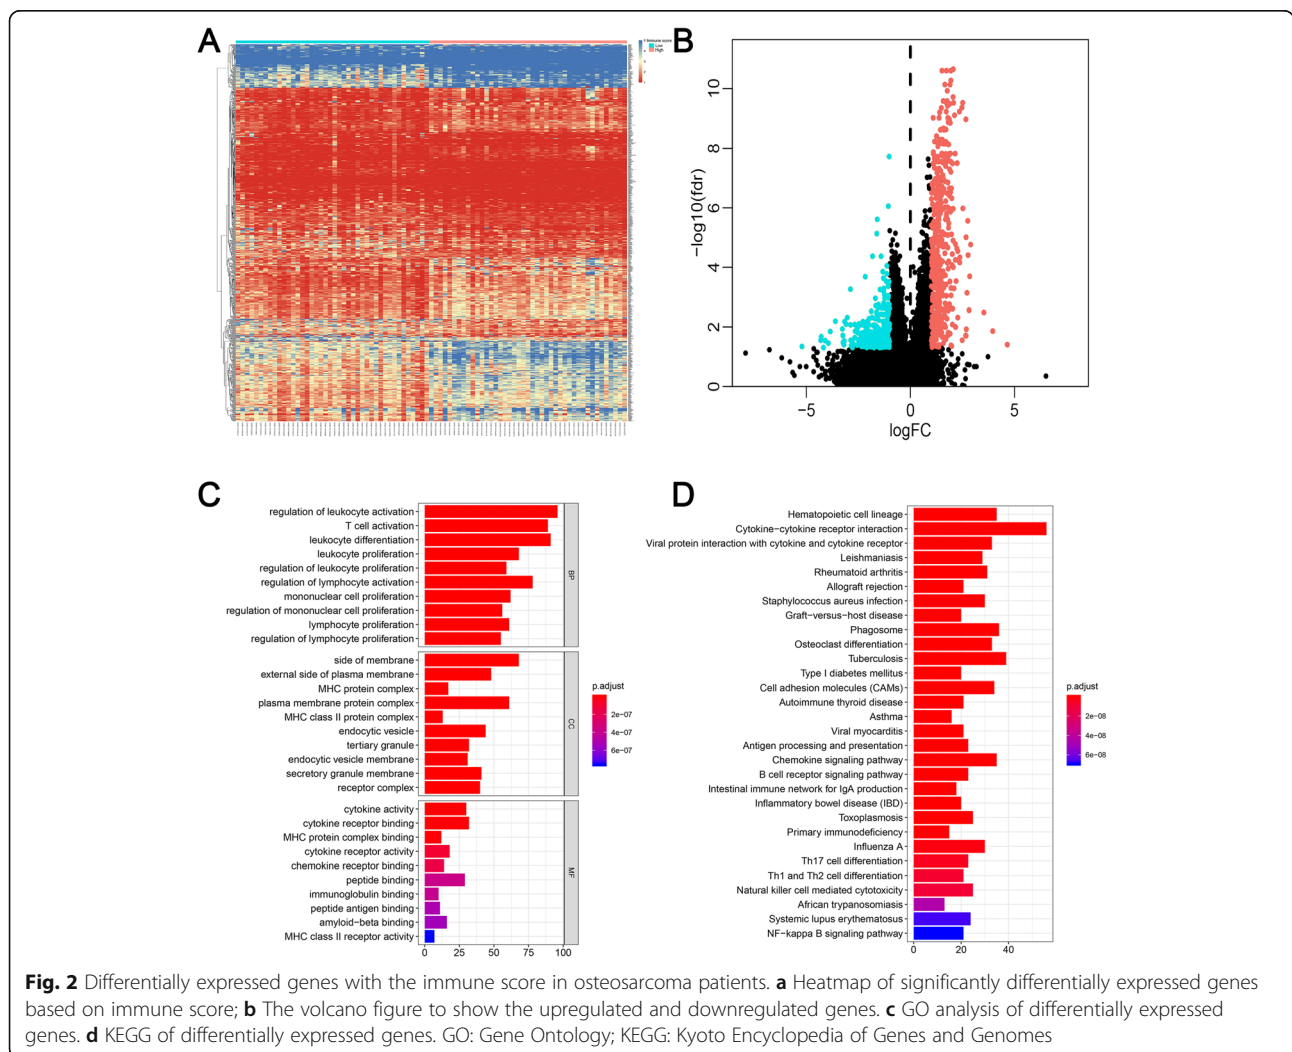 A
Immune score
Low
High
B
−log10(fdr)
10
8
6
4
2
0
−5
0
5
logFC
C
regulation of leukocyte activation
T cell activation
leukocyte differentiation
leukocyte proliferation
regulation of leukocyte proliferation
regulation of lymphocyte activation
mononuclear cell proliferation
regulation of mononuclear cell proliferation
lymphocyte proliferation
regulation of lymphocyte proliferation
BP
side of membrane
external side of plasma membrane
MHC protein complex
plasma membrane protein complex
MHC class II protein complex
endocytic vesicle
tertiary granule
endocytic vesicle membrane
secretory granule membrane
receptor complex
CC
cytokine activity
cytokine receptor binding
MHC protein complex binding
cytokine receptor activity
chemokine receptor binding
peptide binding
immunoglobulin binding
peptide antigen binding
amyloid−beta binding
MHC class II receptor activity
MF
0
25
50
75
100
p.adjust
2e−07
4e−07
6e−07
D
Hematopoietic cell lineage
Cytokine−cytokine receptor interaction
Viral protein interaction with cytokine and cytokine receptor
Leishmaniasis
Rheumatoid arthritis
Allograft rejection
Staphylococcus aureus infection
Graft−versus−host disease
Phagosome
Osteoclast differentiation
Tuberculosis
Type I diabetes mellitus
Cell adhesion molecules (CAMs)
Autoimmune thyroid disease
Asthma
Viral myocarditis
Antigen processing and presentation
Chemokine signaling pathway
B cell receptor signaling pathway
Intestinal immune network for IgA production
Inflammatory bowel disease (IBD)
Toxoplasmosis
Primary immunodeficiency
Influenza A
Th17 cell differentiation
Th1 and Th2 cell differentiation
Natural killer cell mediated cytotoxicity
African trypanosomiasis
Systemic lupus erythematosus
NF−kappa B signaling pathway
0
20
40
p.adjust
2e−08
4e−08
6e−08
Fig. 2 Differentially expressed genes with the immune score in osteosarcoma patients. a Heatmap of significantly differentially expressed genes
based on immune score; b The volcano figure to show the upregulated and downregulated genes. c GO analysis of differentially expressed
genes. d KEGG of differentially expressed genes. GO: Gene Ontology; KEGG: Kyoto Encyclopedia of Genes and Genomes